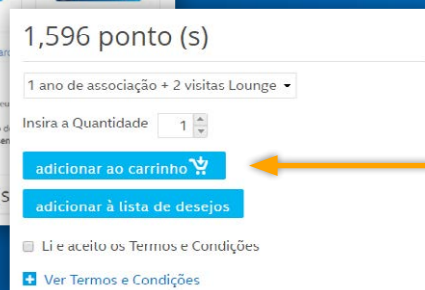 1,596 ponto (s)
1 ano de associação + 2 visitas Lounge
Insira a Quantidade 1
adicionar ao carrinho
adicionar à lista de desejos
Li e aceito os Termos e Condições
Ver Termos e Condições